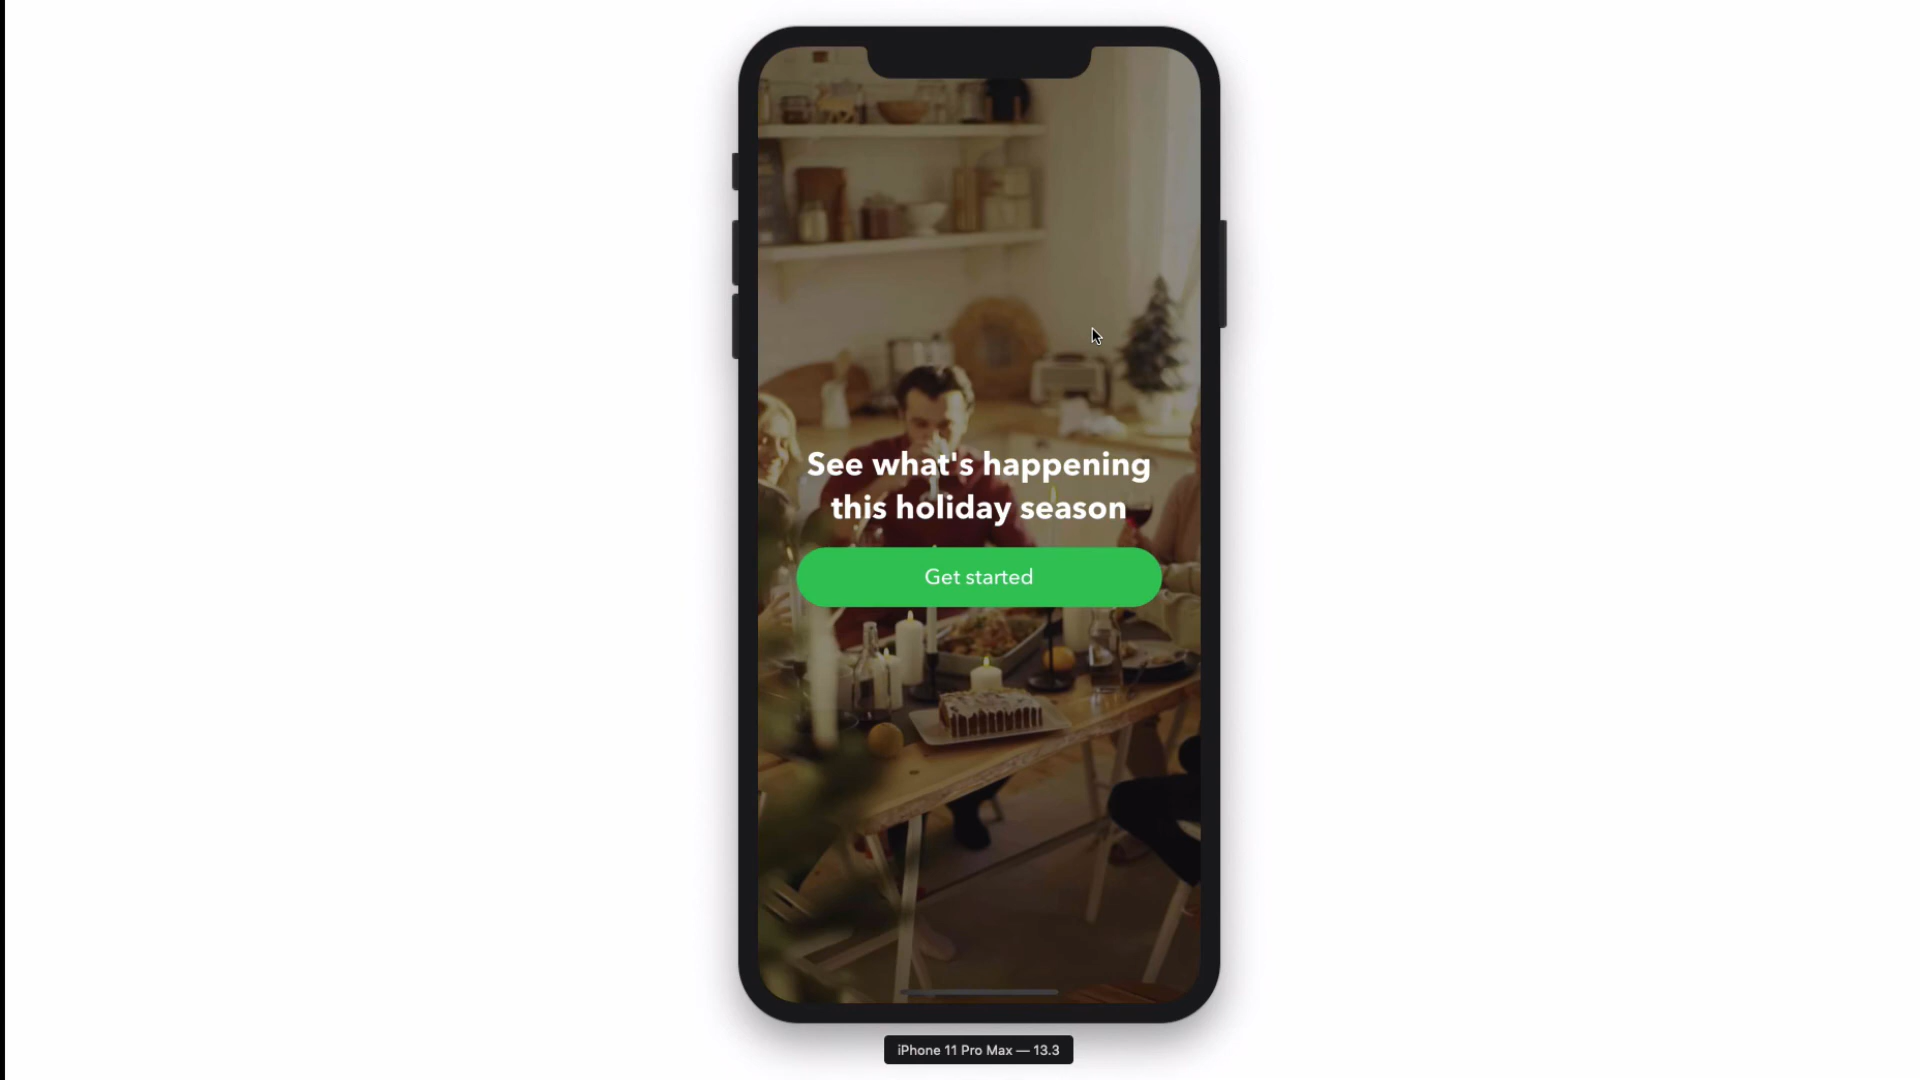 See what's happening
this holiday season
Get started
iPhone 11 Pro Max — 13.3